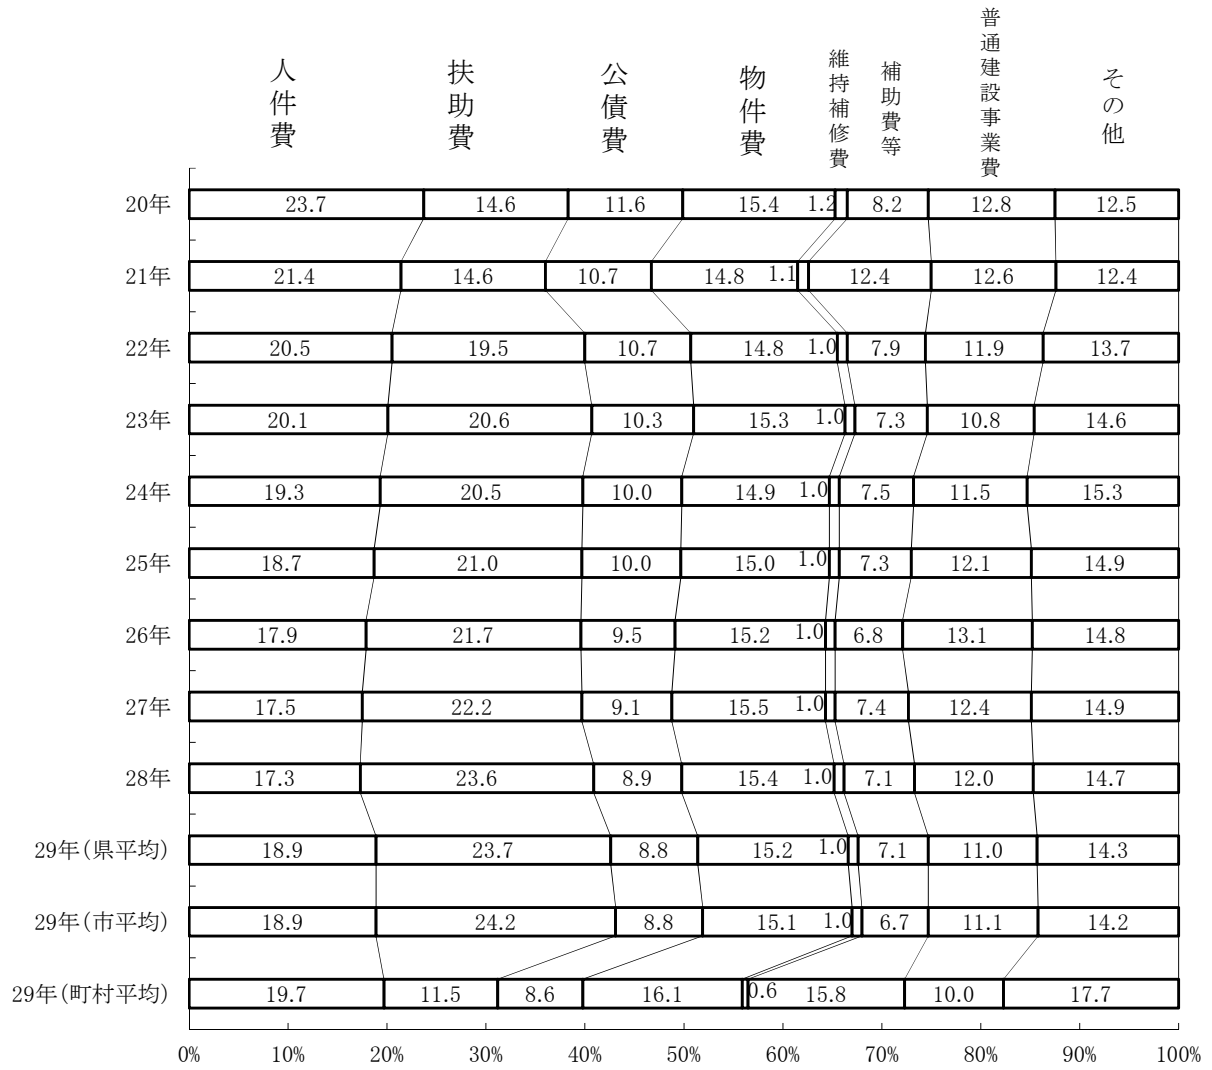 人件費 扶助費 公債費 物件費 維持補修費 補助費等 普通建設事業費 その他
20年 23.7 14.6 11.6 15.4 1.2 8.2 12.8 12.5
21年 21.4 14.6 10.7 14.8 1.1 12.4 12.6 12.4
22年 20.5 19.5 10.7 14.8 1.0 7.9 11.9 13.7
23年 20.1 20.6 10.3 15.3 1.0 7.3 10.8 14.6
24年 19.3 20.5 10.0 14.9 1.0 7.5 11.5 15.3
25年 18.7 21.0 10.0 15.0 1.0 7.3 12.1 14.9
26年 17.9 21.7 9.5 15.2 1.0 6.8 13.1 14.8
27年 17.5 22.2 9.1 15.5 1.0 7.4 12.4 14.9
28年 17.3 23.6 8.9 15.4 1.0 7.1 12.0 14.7
29年(県平均) 18.9 23.7 8.8 15.2 1.0 7.1 11.0 14.3
29年(市平均) 18.9 24.2 8.8 15.1 1.0 6.7 11.1 14.2
29年(町村平均) 19.7 11.5 8.6 16.1 0.6 15.8 10.0 17.7
0% 10% 20% 30% 40% 50% 60% 70% 80% 90% 100%